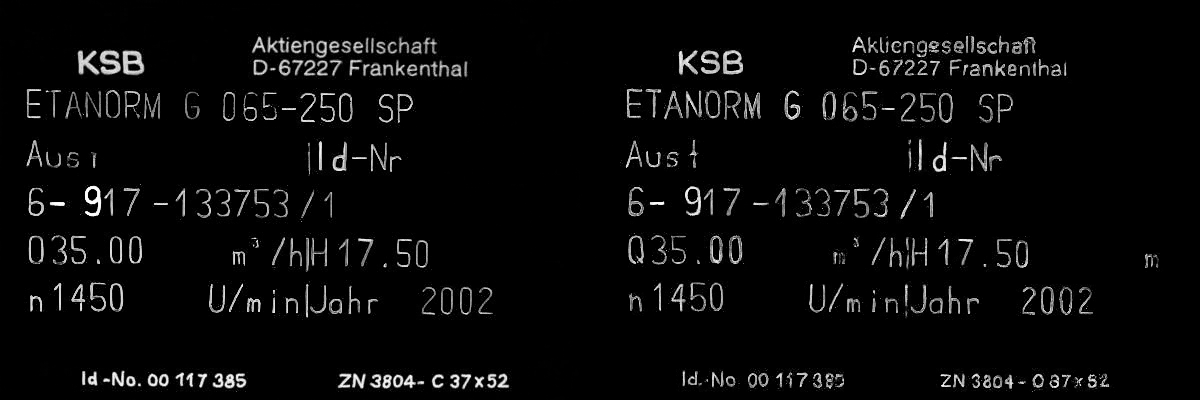 KSB Aktiengesellschaft
D-67227 Frankenthal
ETANORM G 065-250 SP
Aus
ild-Nr
6- 917 -133753 / 1
Q35.00 m³/h|H 17.50
n 1450 U/min|Jahr 2002
Id-No. 00 117 385 ZN 3804- C 37x52
KSB Aktiengesellschaft
D-67227 Frankenthal
ETANORM G 065-250 SP
Aus
ild-Nr
6- 917 -133753 / 1
Q35.00 m³/h|H 17.50 m
n 1450 U/min|Jahr 2002
Id.-No 00 117 385 ZN 3804-